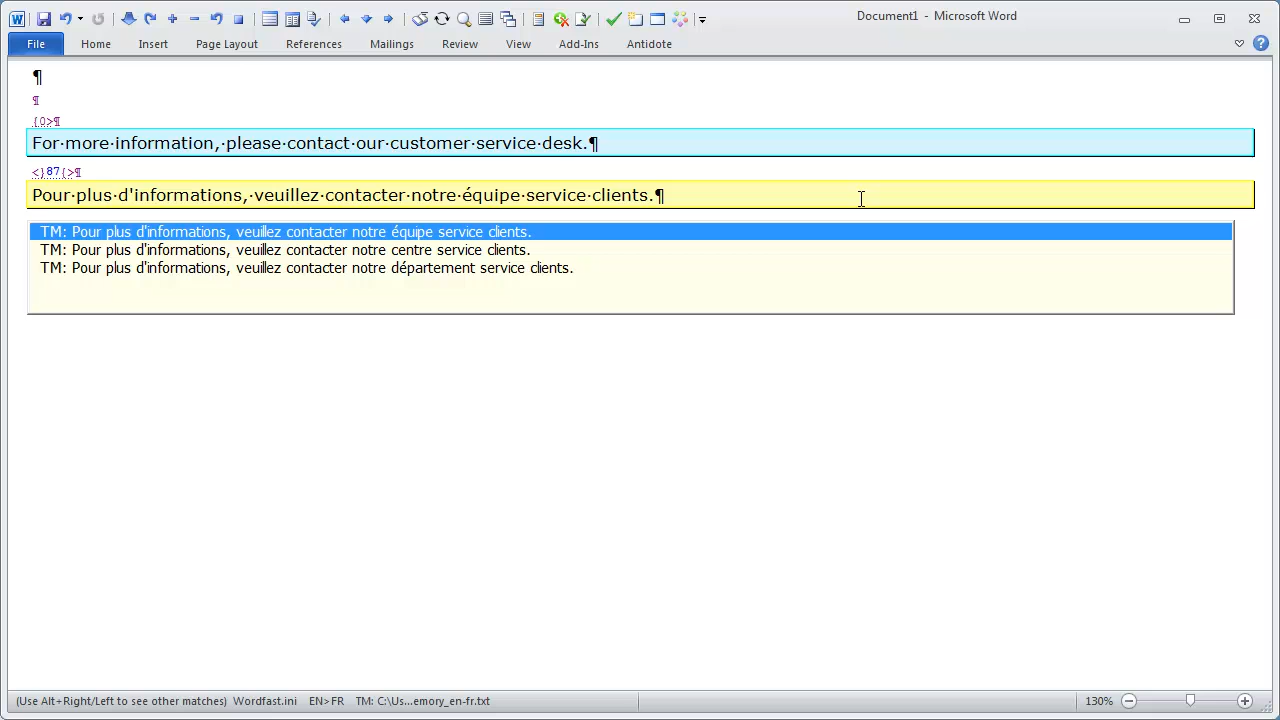 Document1 - Microsoft Word
File Home Insert Page Layout References Mailings Review View Add-Ins Antidote
¶
¶
{0>¶
For·more·information,·please·contact·our·customer·service·desk.¶
<}87{>¶
Pour·plus·d'informations,·veuillez·contacter·notre·équipe·service·clients.¶
TM: Pour plus d'informations, veuillez contacter notre équipe service clients.
TM: Pour plus d'informations, veuillez contacter notre centre service clients.
TM: Pour plus d'informations, veuillez contacter notre département service clients.
(Use Alt+Right/Left to see other matches) Wordfast.ini EN>FR TM: C:\Us...emory_en-fr.txt 130%